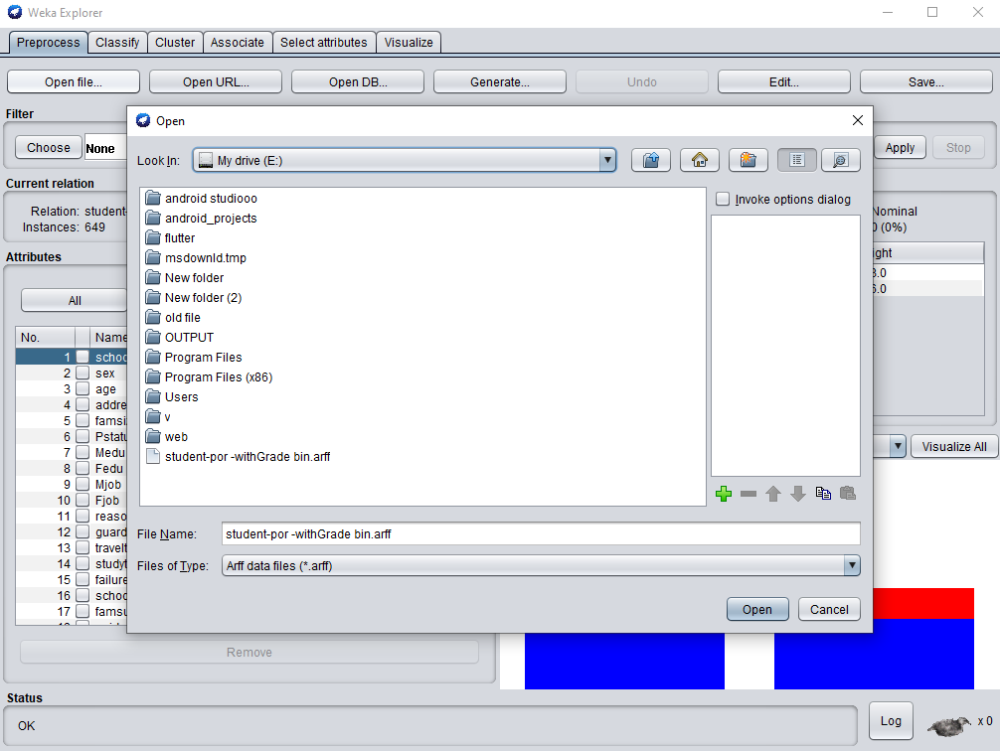 Weka Explorer
Preprocess Classify Cluster Associate Select attributes Visualize
Open file... Open URL... Open DB... Generate... Undo Edit... Save...
Filter
Choose None Apply Stop
Open
Look In: My drive (E:)
Current relation
Relation: student-
Instances: 649
Attributes
All
No. Name
1 schoo
2 sex
3 age
4 addre
5 famsiz
6 Pstatu
7 Medu
8 Fedu
9 Mjob
10 Fjob
11 reaso
12 guard
13 travelt
14 studyt
15 failure
16 schoo
17 famsu
android studiooo
android_projects
flutter
msdownld.tmp
New folder
New folder (2)
old file
OUTPUT
Program Files
Program Files (x86)
Users
v
web
student-por -withGrade bin.arff
Invoke options dialog
File Name: student-por -withGrade bin.arff
Files of Type: Arff data files (*.arff)
Open Cancel
Nominal
0 (0%)
ight
3.0
6.0
Visualize All
Remove
Status
OK
Log
x 0